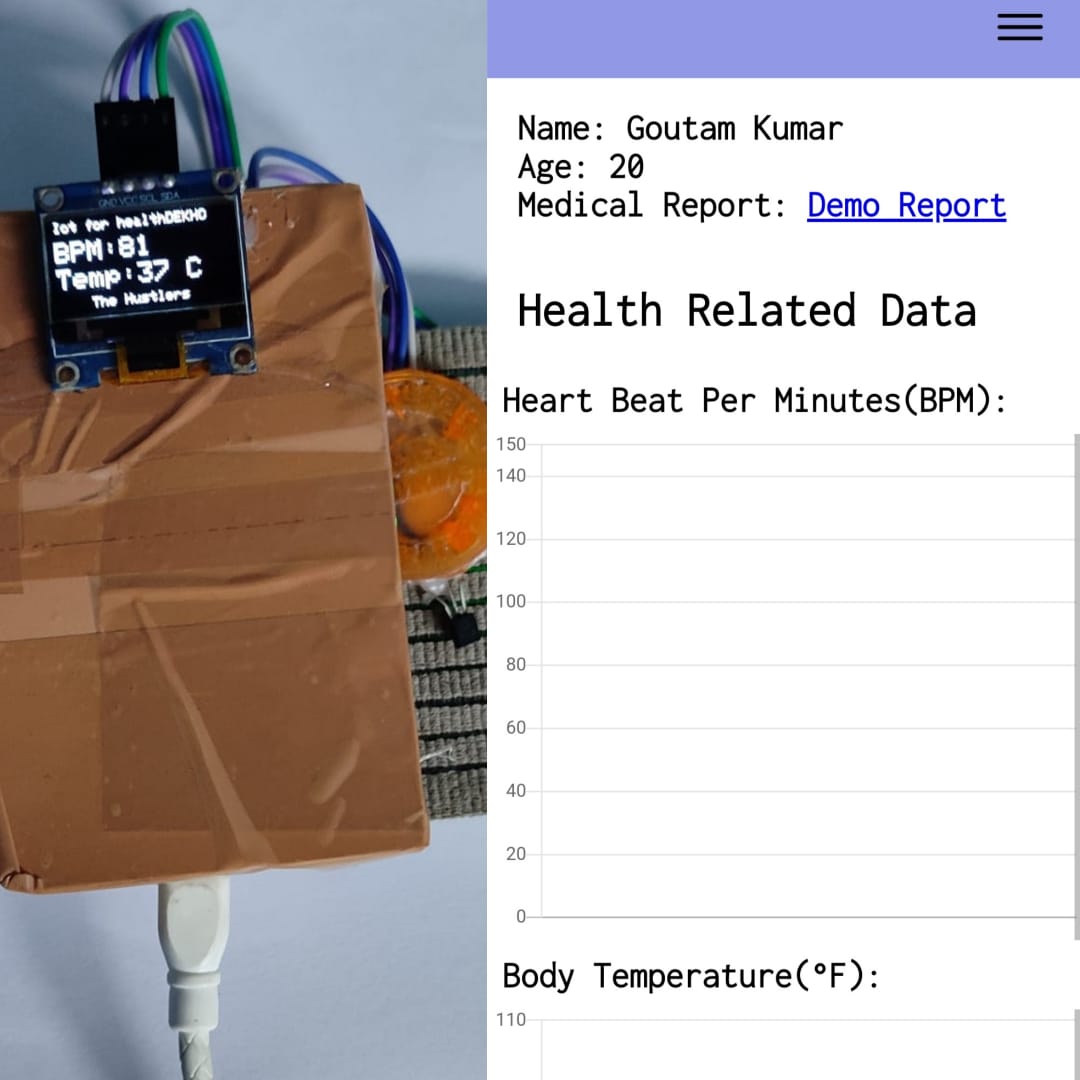 GND VCC SCL SDA
Iot for healthDEKHO
BPM:81
Temp:37 C
The Hustlers
Name: Goutam Kumar
Age: 20
Medical Report: Demo Report
Health Related Data
Heart Beat Per Minutes(BPM):
150
140
120
100
80
60
40
20
0
Body Temperature(°F):
110